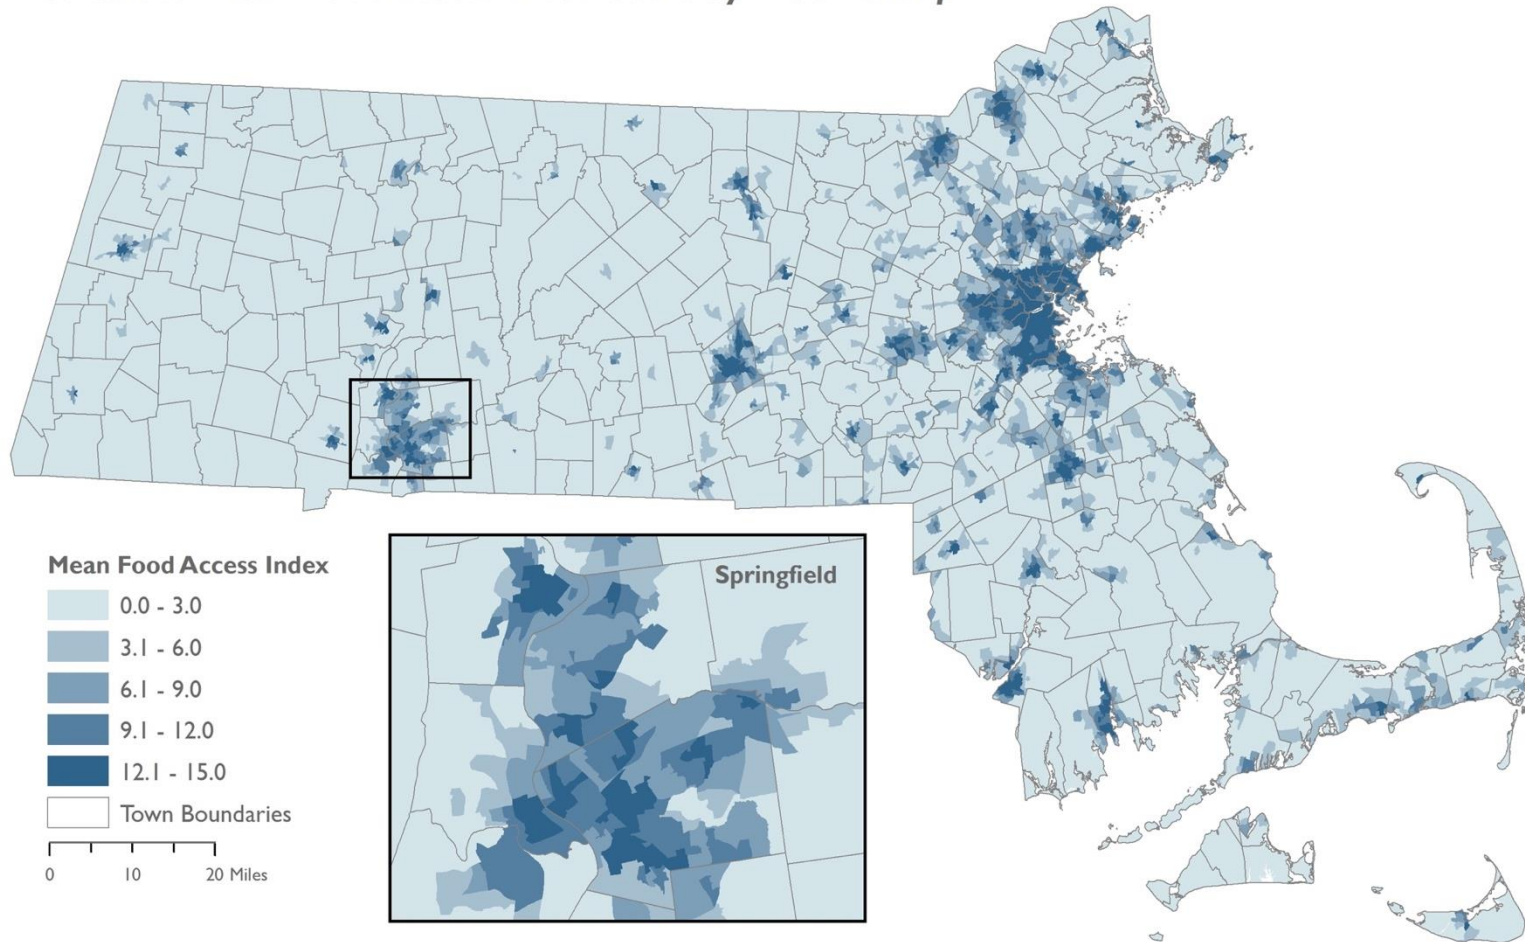 Mean Food Access Index
0.0 - 3.0
3.1 - 6.0
6.1 - 9.0
9.1 - 12.0
12.1 - 15.0
Town Boundaries
0 10 20 Miles
Springfield